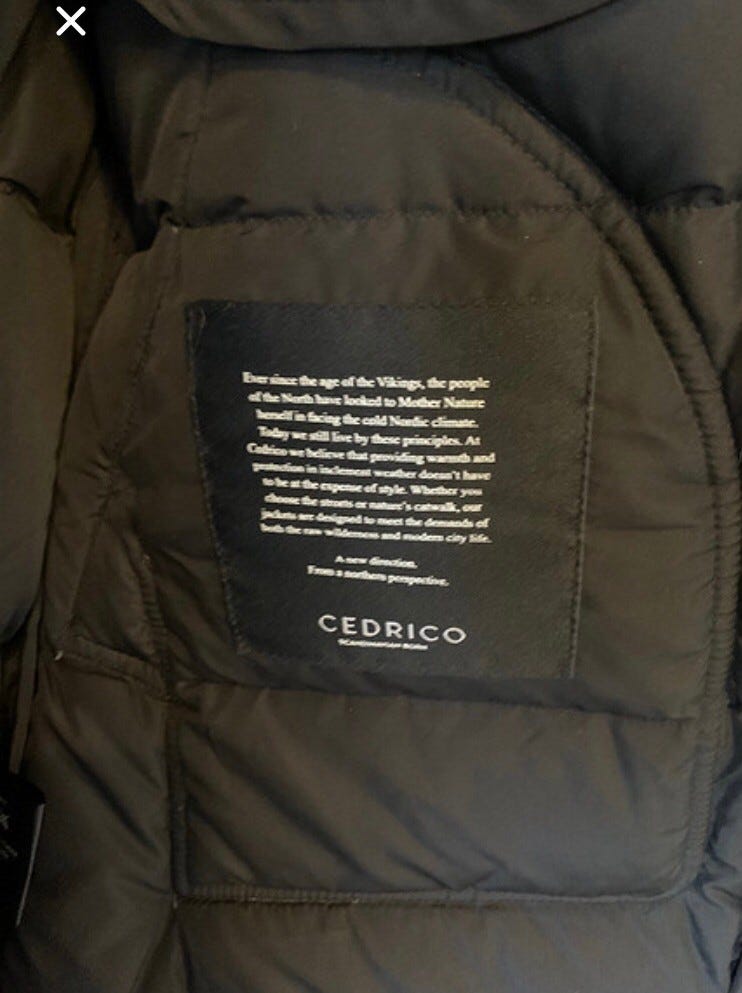 Ever since the age of the Vikings, the people
of the North have looked to Mother Nature
herself in facing the cold Nordic climate.
Today we still live by these principles. At
Cedrico we believe that providing warmth and
protection in inclement weather doesn't have
to be at the expense of style. Whether you
choose the streets or nature's catwalk, our
jackets are designed to meet the demands of
both the raw wilderness and modern city life.
A new direction.
From a northern perspective.
CEDRICO
SCANDINAVIAN BORN